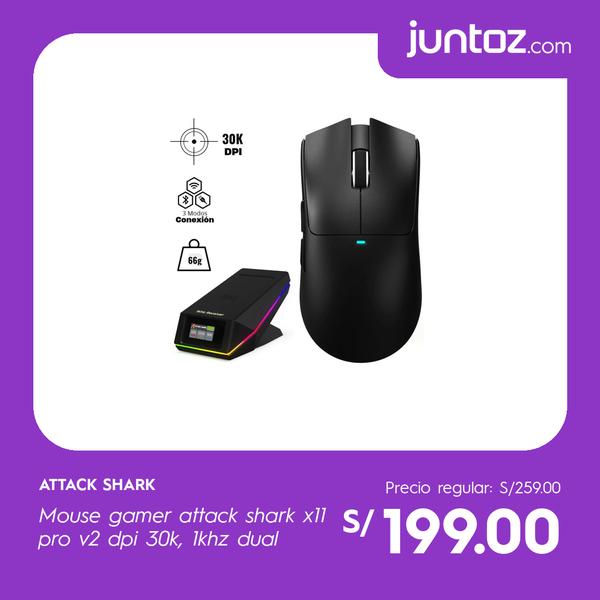 juntoz.com
30K
DPI
3 Modos
Conexión
66g
ATTACK SHARK
Mouse gamer attack shark x11
pro v2 dpi 30k, 1khz dual
Precio regular: S/259.00
S/199.00